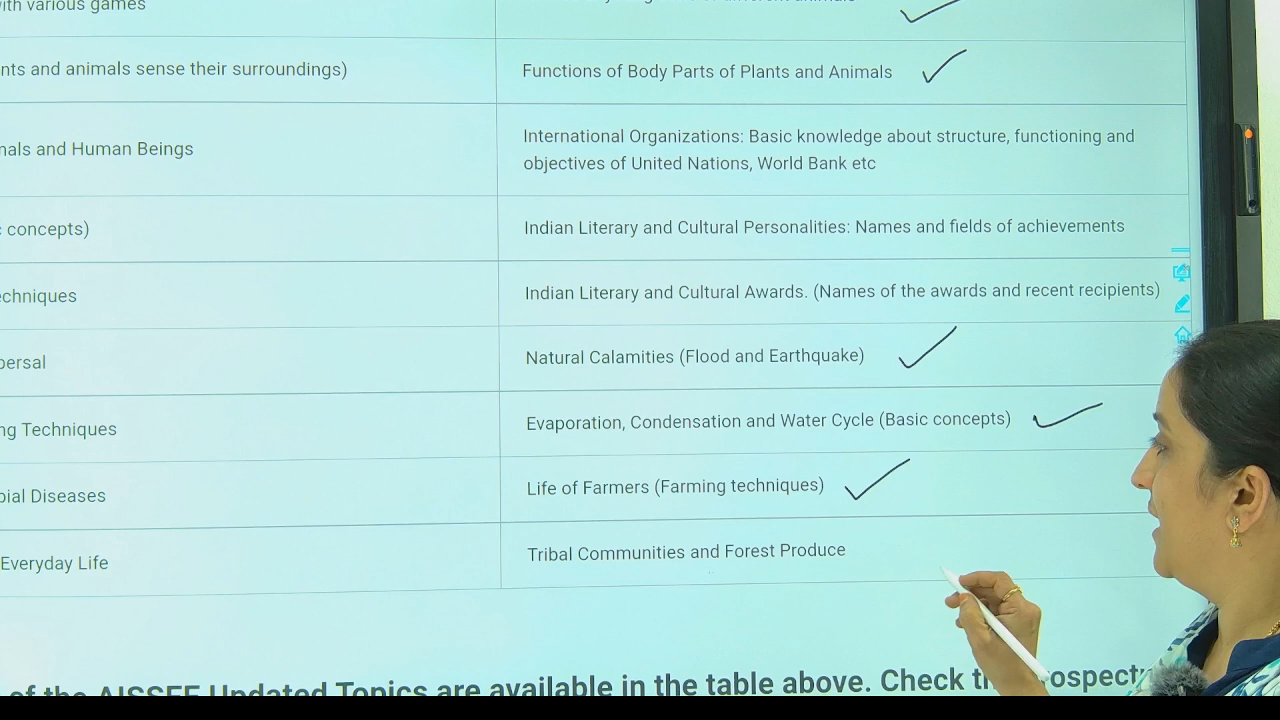 with various games
nts and animals sense their surroundings)
Functions of Body Parts of Plants and Animals
nals and Human Beings
International Organizations: Basic knowledge about structure, functioning and
objectives of United Nations, World Bank etc
concepts)
Indian Literary and Cultural Personalities: Names and fields of achievements
echniques
Indian Literary and Cultural Awards. (Names of the awards and recent recipients)
persal
Natural Calamities (Flood and Earthquake)
ng Techniques
Evaporation, Condensation and Water Cycle (Basic concepts)
bial Diseases
Life of Farmers (Farming techniques)
Everyday Life
Tribal Communities and Forest Produce
of the AISSEE Updated Topics are available in the table above. Check